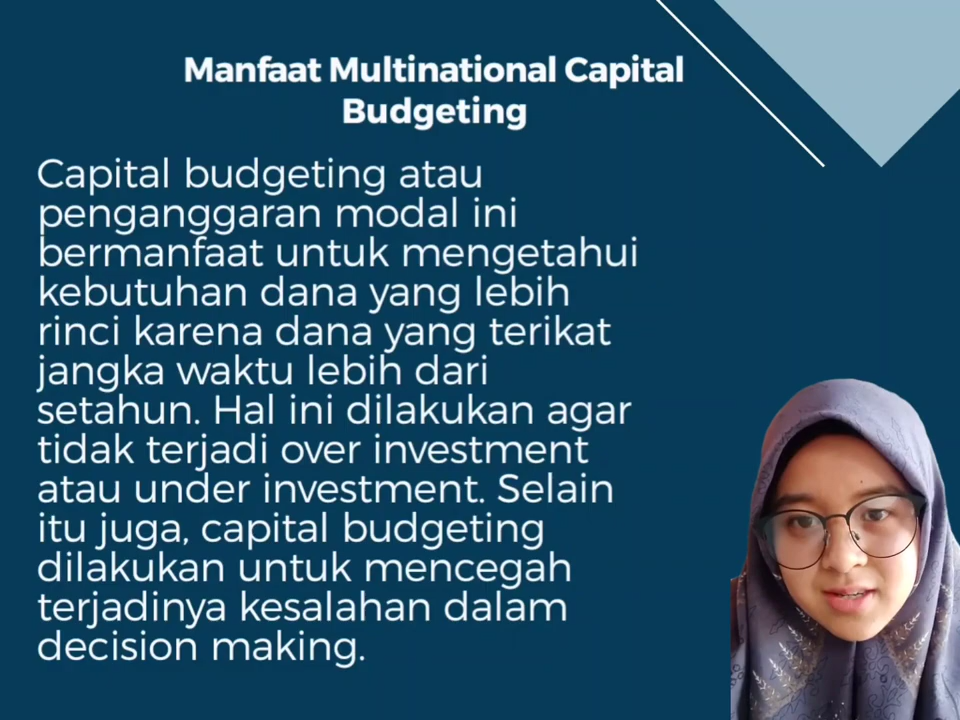 Manfaat Multinational Capital
Budgeting
Capital budgeting atau
penganggaran modal ini
bermanfaat untuk mengetahui
kebutuhan dana yang lebih
rinci karena dana yang terikat
jangka waktu lebih dari
setahun. Hal ini dilakukan agar
tidak terjadi over investment
atau under investment. Selain
itu juga, capital budgeting
dilakukan untuk mencegah
terjadinya kesalahan dalam
decision making.